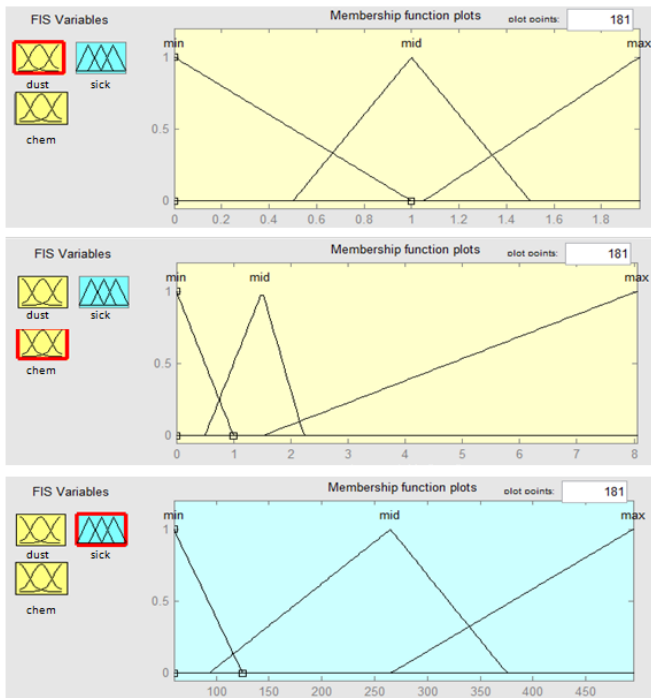 FIS Variables
Membership function plots
plot points:
181
min
mid
max
1
0.5
0
dust
sick
chem
0 0.2 0.4 0.6 0.8 1 1.2 1.4 1.6 1.8
FIS Variables
Membership function plots
plot points:
181
min
mid
max
1
0.5
0
dust
sick
chem
0 1 2 3 4 5 6 7 8
FIS Variables
Membership function plots
plot points:
181
min
mid
max
1
0.5
0
dust
sick
chem
100 150 200 250 300 350 400 450